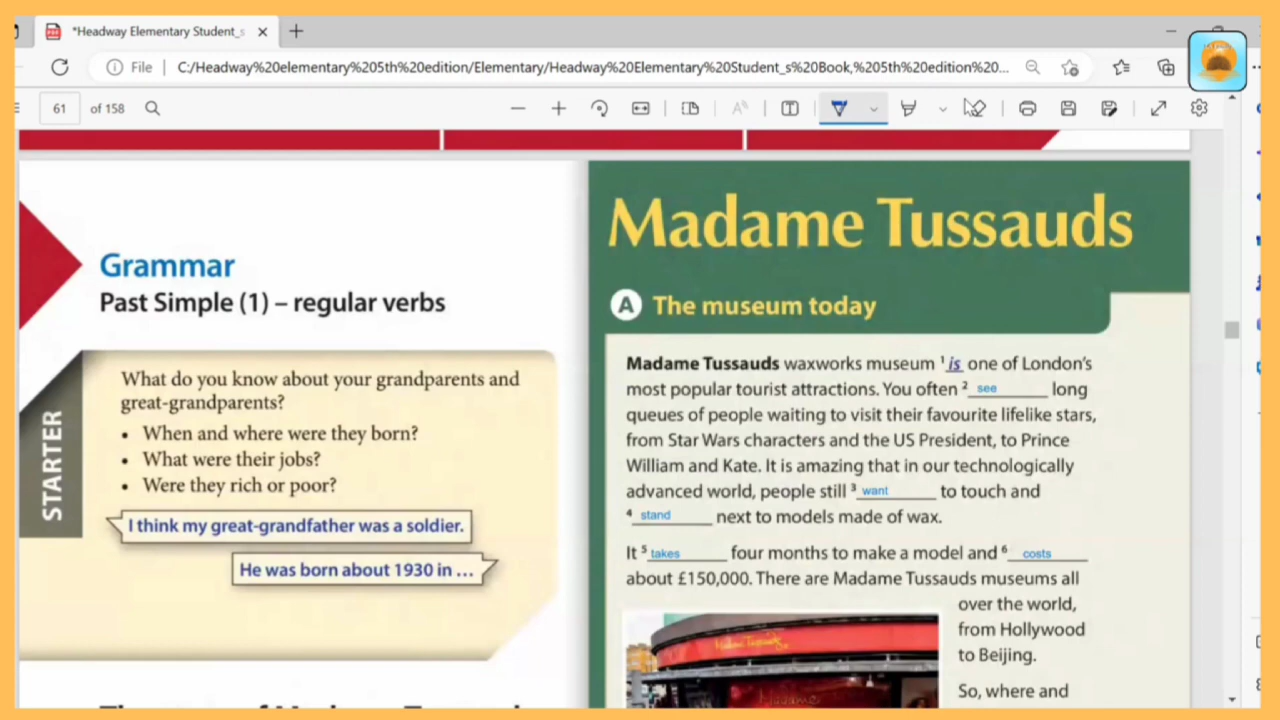 *Headway Elementary Student_s
File C:/Headway%20elementary%205th%20edition/Elementary/Headway%20Elementary%20Student_s%20Book,%205th%20edition%20...
61 of 158
Grammar
Past Simple (1) – regular verbs
STARTER
What do you know about your grandparents and
great-grandparents?
• When and where were they born?
• What were their jobs?
• Were they rich or poor?
I think my great-grandfather was a soldier.
He was born about 1930 in ...
Madame Tussauds
A The museum today
Madame Tussauds waxworks museum ¹ is one of London's
most popular tourist attractions. You often ² see long
queues of people waiting to visit their favourite lifelike stars,
from Star Wars characters and the US President, to Prince
William and Kate. It is amazing that in our technologically
advanced world, people still ³ want to touch and
⁴ stand next to models made of wax.
It ⁵ takes four months to make a model and ⁶ costs
about £150,000. There are Madame Tussauds museums all
over the world,
from Hollywood
to Beijing.
So, where and
Madame Tussauds
Madame